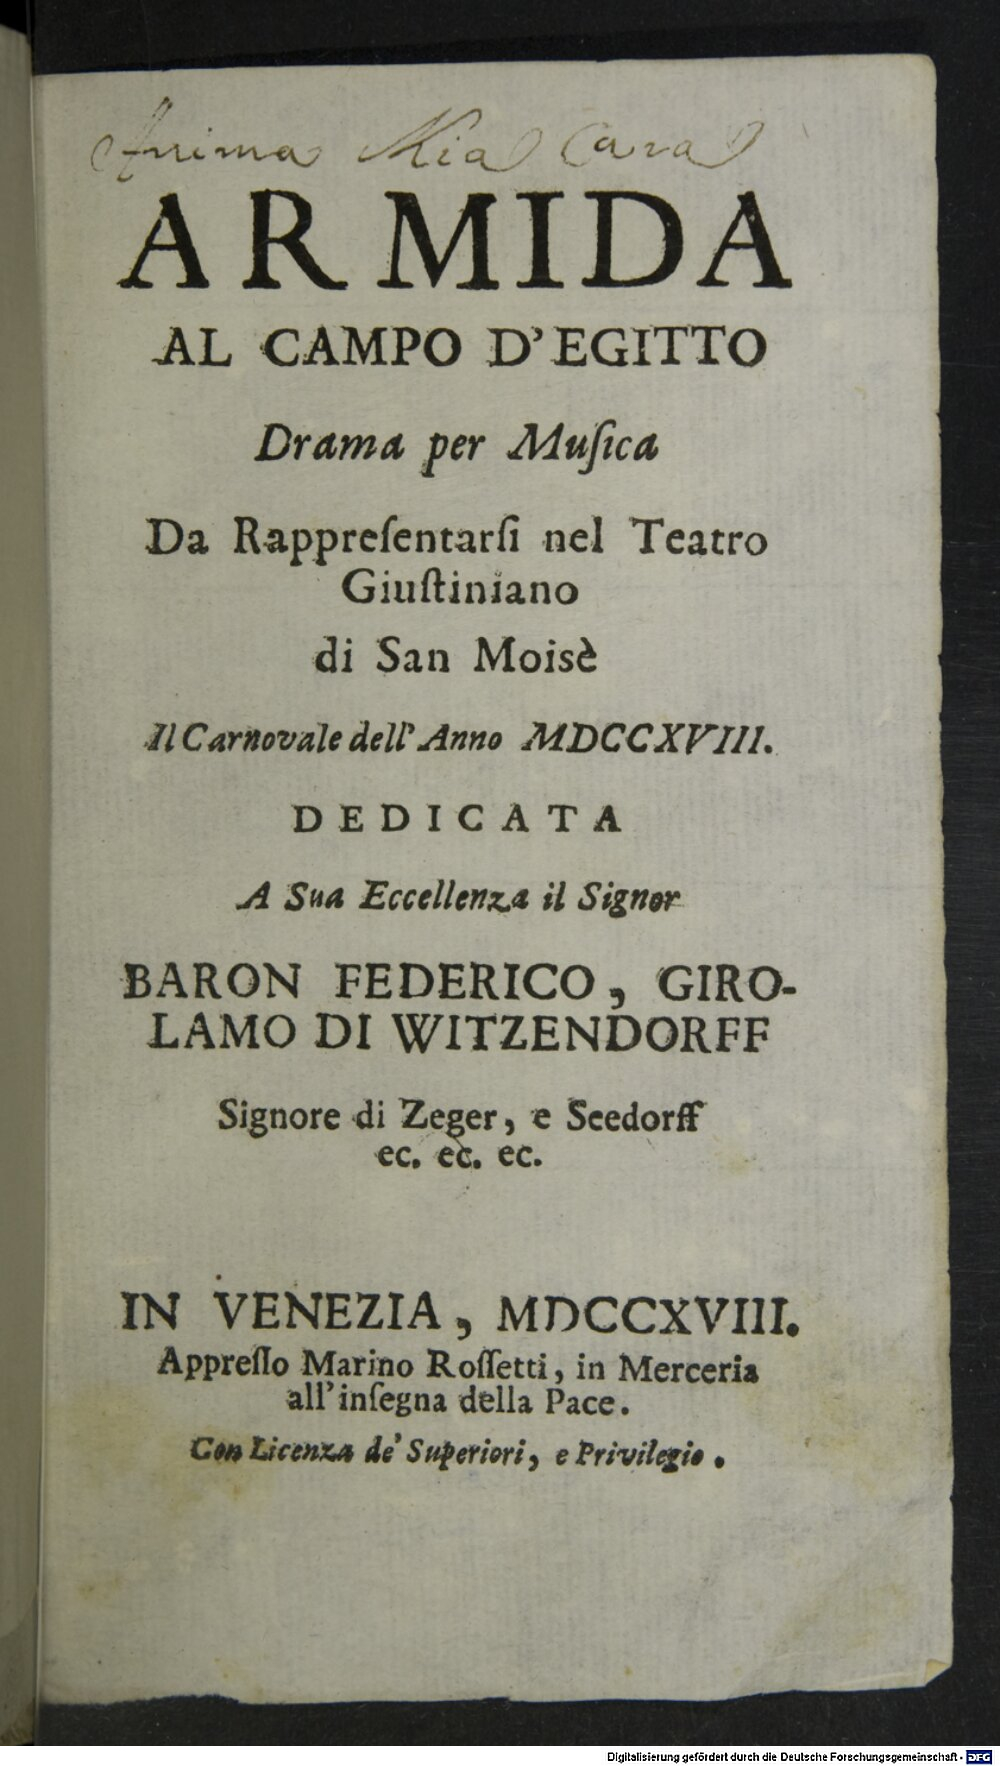 Anima Mia Cara
ARMIDA
AL CAMPO D'EGITTO
Drama per Muſica
Da Rappreſentarſi nel Teatro
Giuſtiniano
di San Moisè
Il Carnovale dell' Anno MDCCXVIII.
DEDICATA
A Sua Eccellenza il Signor
BARON FEDERICO, GIRO-
LAMO DI WITZENDORFF
Signore di Zeger, e Seedorff
ec. ec. ec.
IN VENEZIA, MDCCXVIII.
Appreſſo Marino Roſſetti, in Merceria
all'inſegna della Pace.
Con Licenza de' Superiori, e Privilegio.
Digitalisierung gefördert durch die Deutsche Forschungsgemeinschaft - DFG